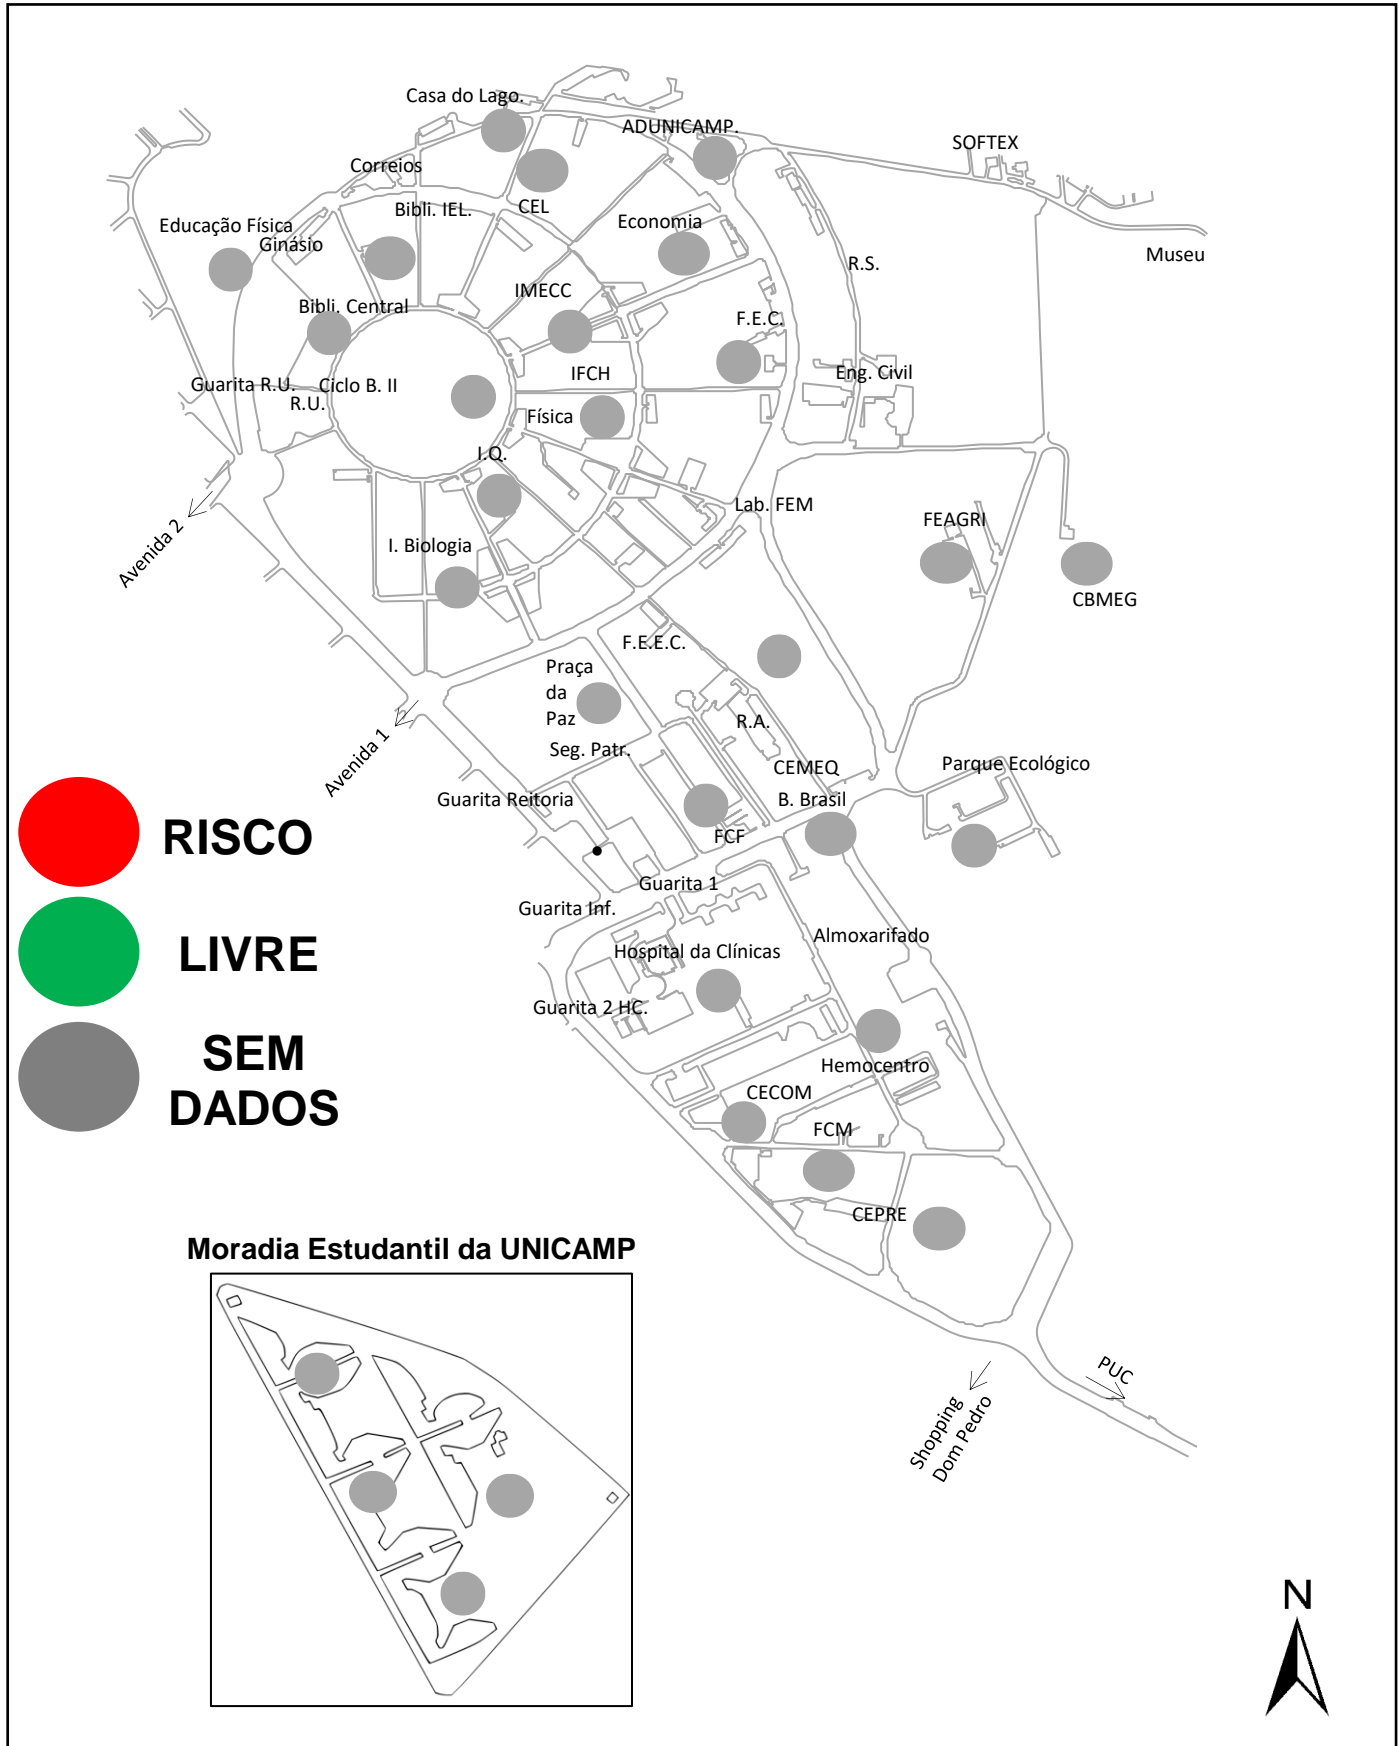 Casa do Lago.
ADUNICAMP.
SOFTEX
Correios
Bibli. IEL.
CEL
Educação Física
Ginásio
Economia
Museu
R.S.
IMECC
Bibli. Central
F.E.C.
IFCH
Eng. Civil
Guarita R.U.
Ciclo B. II
R.U.
Física
I.Q.
Lab. FEM
FEAGRI
Avenida 2
I. Biologia
CBMEG
F.E.E.C.
Praça
da
Paz
R.A.
Seg. Patr.
Avenida 1
CEMEQ
Parque Ecológico
Guarita Reitoria
B. Brasil
FCF
RISCO
Guarita 1
Guarita Inf.
LIVRE
Almoxarifado
Hospital da Clínicas
Guarita 2 HC.
SEM
DADOS
Hemocentro
CECOM
FCM
CEPRE
Moradia Estudantil da UNICAMP
PUC
Shopping
Dom Pedro
N